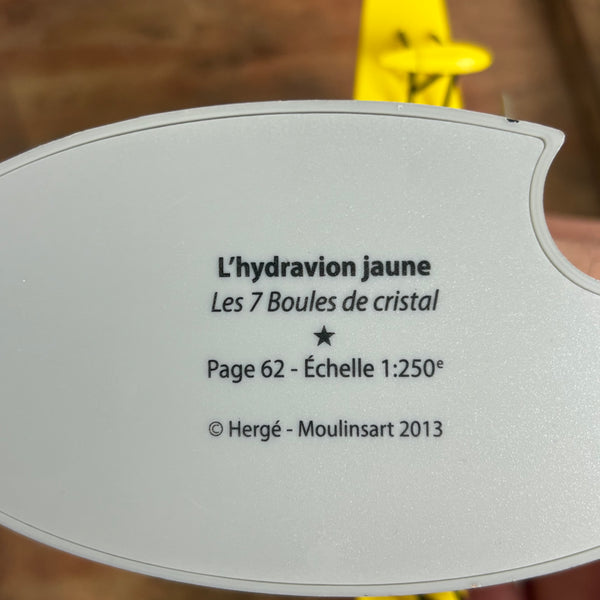 L'hydravion jaune
Les 7 Boules de cristal
★
Page 62 - Échelle 1:250ᵉ
© Hergé - Moulinsart 2013